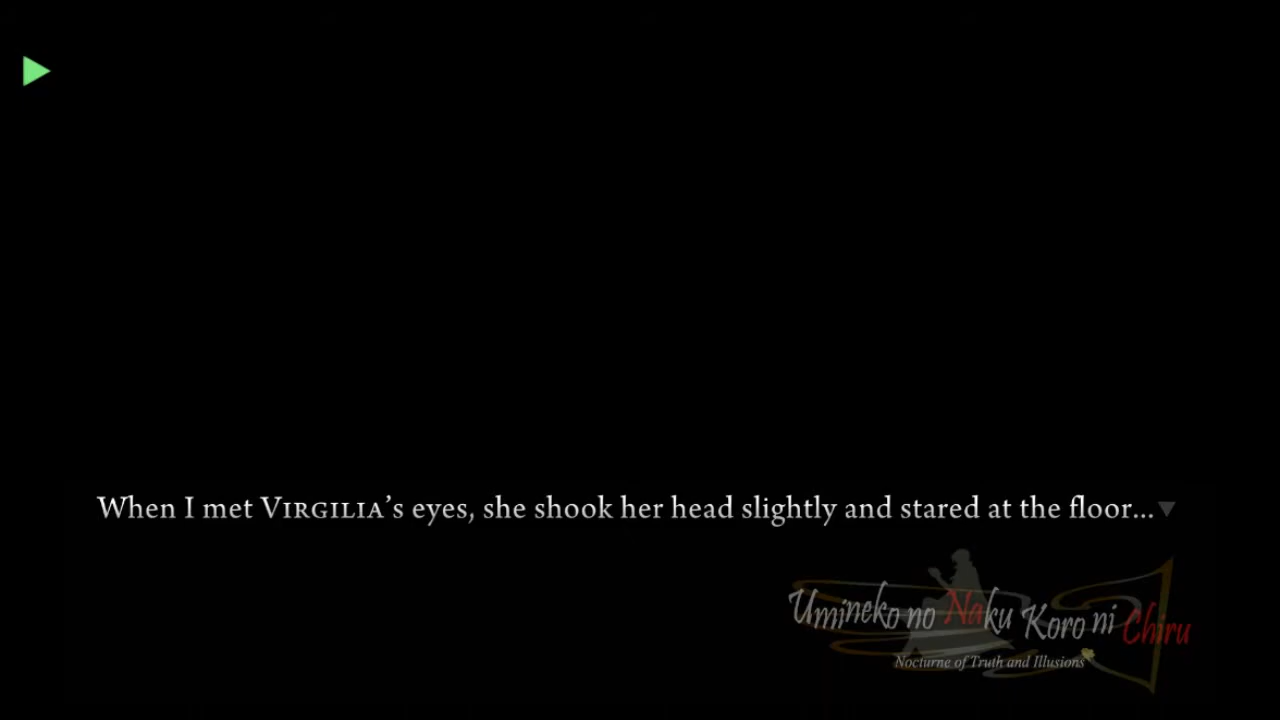 When I met VIRGILIA's eyes, she shook her head slightly and stared at the floor...
Umineko no Naku Koro ni Chiru
Nocturne of Truth and Illusions